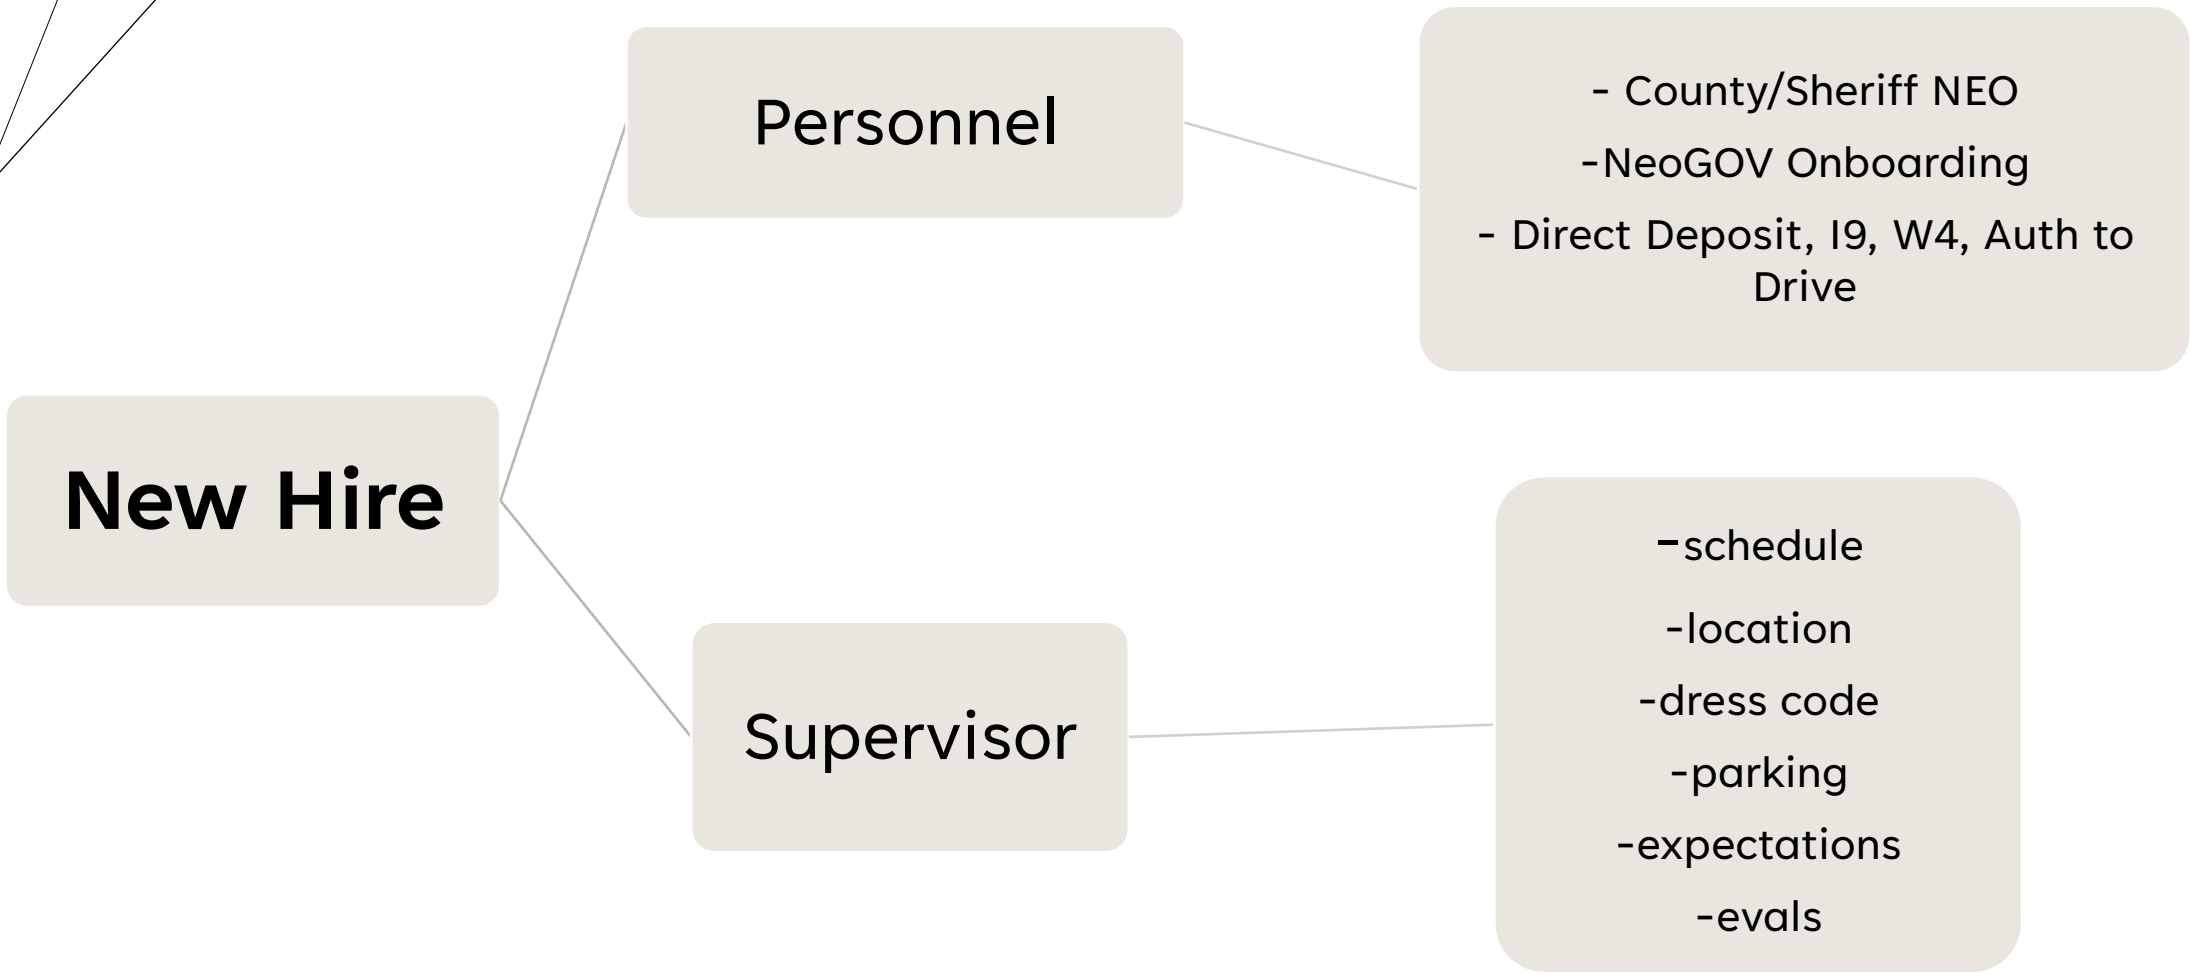 Personnel
- County/Sheriff NEO
-NeoGOV Onboarding
- Direct Deposit, I9, W4, Auth to
Drive
New Hire
Supervisor
-schedule
-location
-dress code
-parking
-expectations
-evals